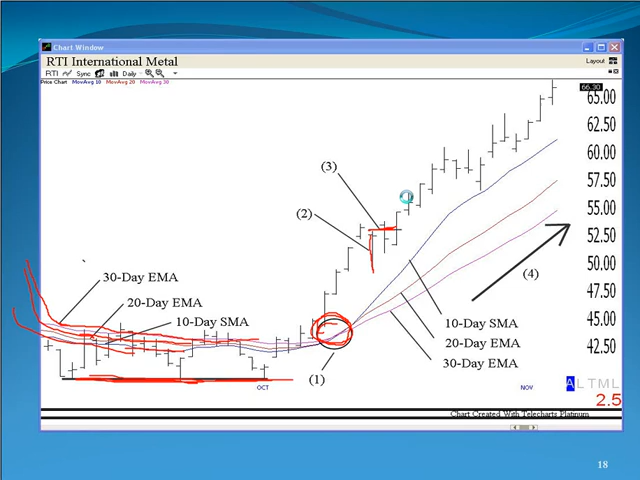 Chart Window
RTI International Metal
Layout
RTI Sync Daily
Price Chart MovAvg 10 MovAvg 20 MovAvg 30
66.30
65.00
62.50
60.00
57.50
55.00
52.50
50.00
47.50
45.00
42.50
(3)
(2)
(4)
(1)
30-Day EMA
20-Day EMA
10-Day SMA
10-Day SMA
20-Day EMA
30-Day EMA
OCT
NOV
A L T M L
2.5
Chart Created With Telecharts Platinum
18